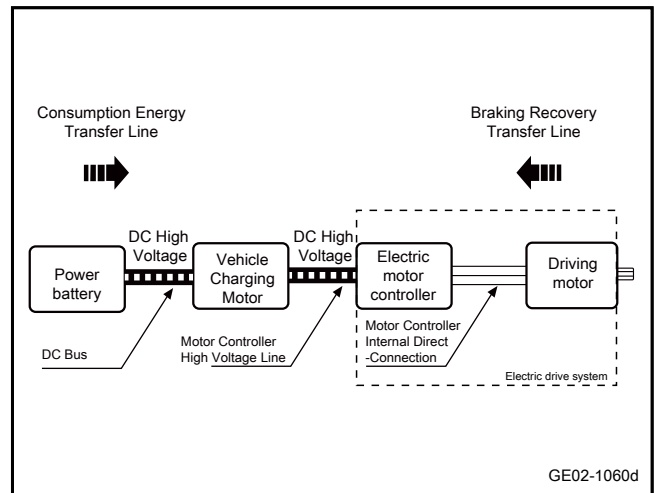 Consumption Energy
Transfer Line
Braking Recovery
Transfer Line
DC High
Voltage
DC High
Voltage
Power
battery
Vehicle
Charging
Motor
Electric
motor
controller
Driving
motor
DC Bus
Motor Controller
High Voltage Line
Motor Controller
Internal Direct
-Connection
Electric drive system
GE02-1060d